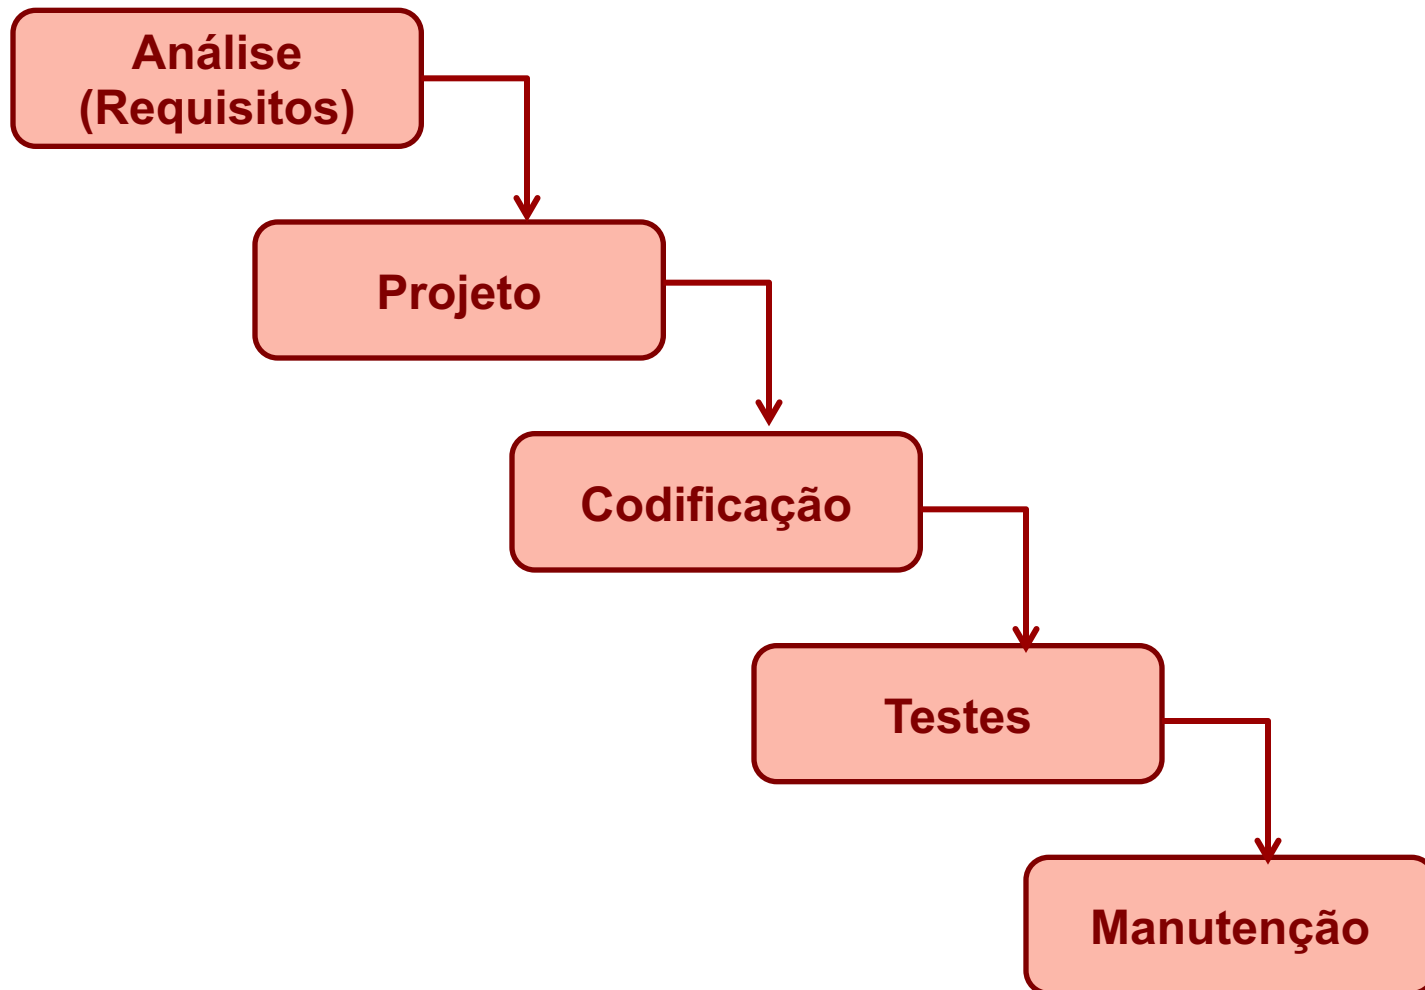 Análise
(Requisitos)
Projeto
Codificação
Testes
Manutenção